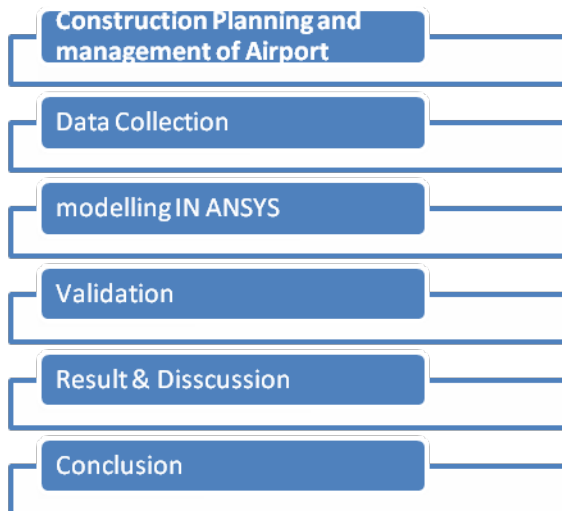 Construction Planning and
management of Airport
Data Collection
modelling IN ANSYS
Validation
Result & Disscussion
Conclusion